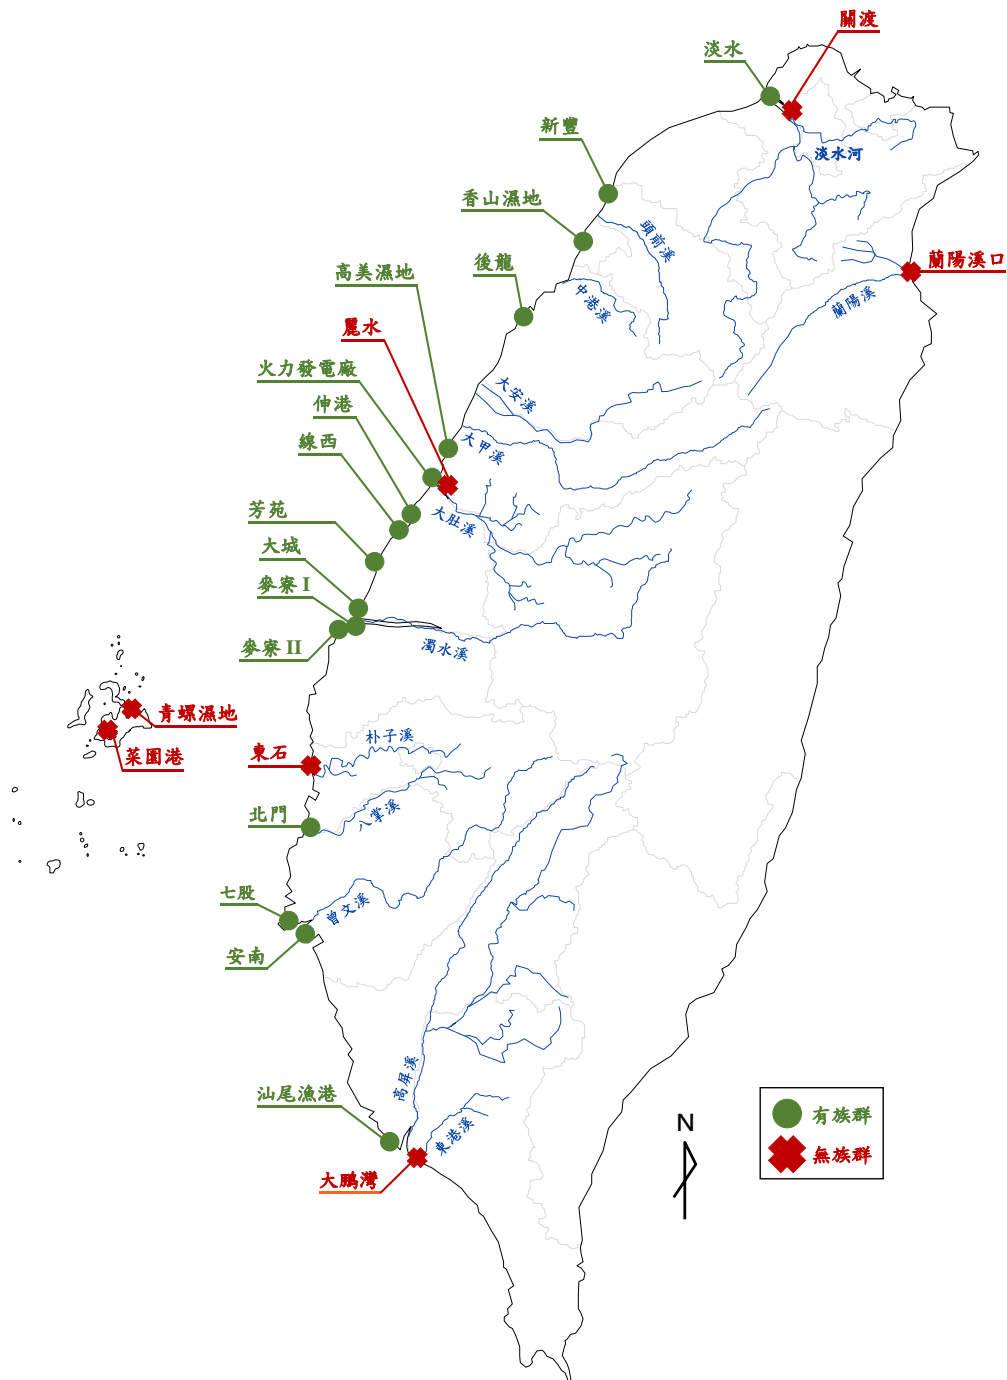 關渡
淡水
新豐
淡水河
香山濕地
頭前溪
後龍
蘭陽溪口
高美濕地
中港溪
蘭陽溪
麗水
火力發電廠
大安溪
伸港
線西
大甲溪
芳苑
大肚溪
大城
麥寮 I
麥寮 II
濁水溪
青螺濕地
菜園港
朴子溪
東石
北門
八掌溪
七股
曾文溪
安南
高屏溪
汕尾漁港
東港溪
大鵬灣
N
有族群
無族群